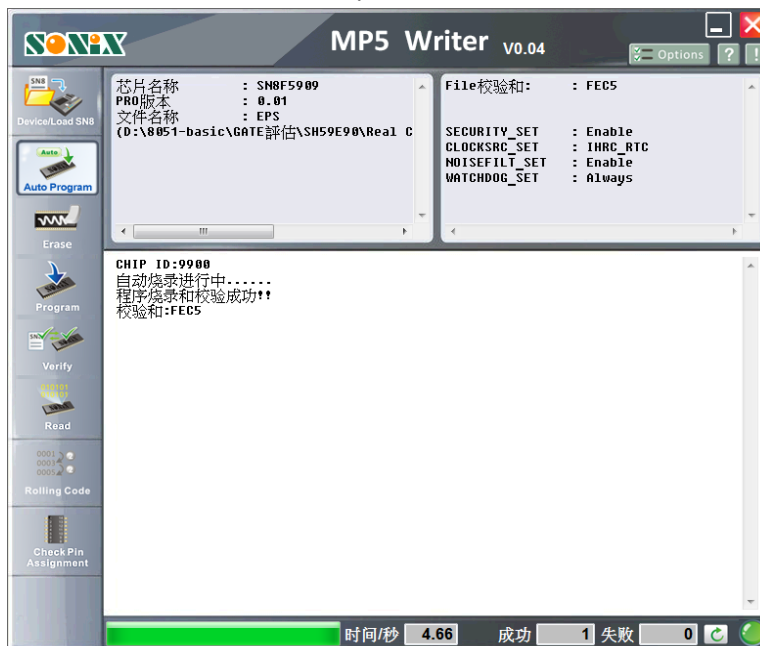 SONiX
MP5 Writer V0.04
Options ? !
SN8
Device/Load SN8
Auto
Auto Program
Erase
Program
Verify
Read
0001
0003
0005
Rolling Code
Check Pin
Assignment
芯片名称 : SN8F5909
PRO版本 : 0.01
文件名称 : EPS
(D:\8051-basic\GATE評估\SH59E90\Real C
File校验和: : FEC5
SECURITY_SET : Enable
CLOCKSRC_SET : IHRC_RTC
NOISEFILT_SET : Enable
WATCHDOG_SET : Always
CHIP ID:9900
自动烧录进行中......
程序烧录和校验成功!!
校验和:FEC5
时间/秒 4.66 成功 1 失败 0